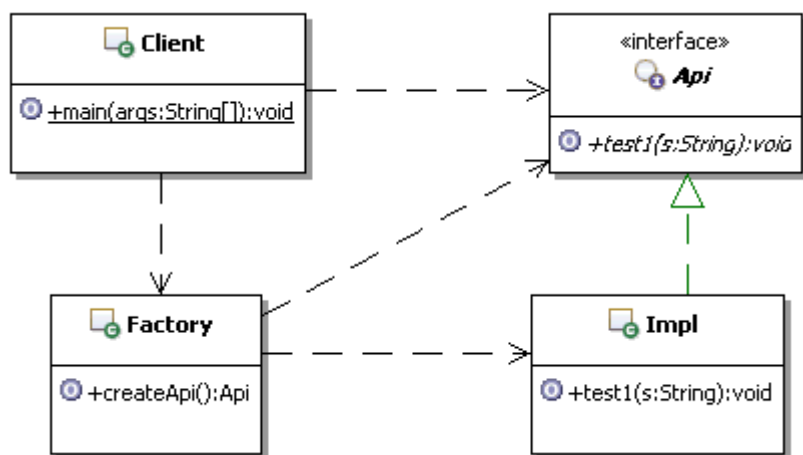 Client
+main(args:String[]):void
«interface»
Api
+test1(s:String):void
Factory
+createApi():Api
Impl
+test1(s:String):void